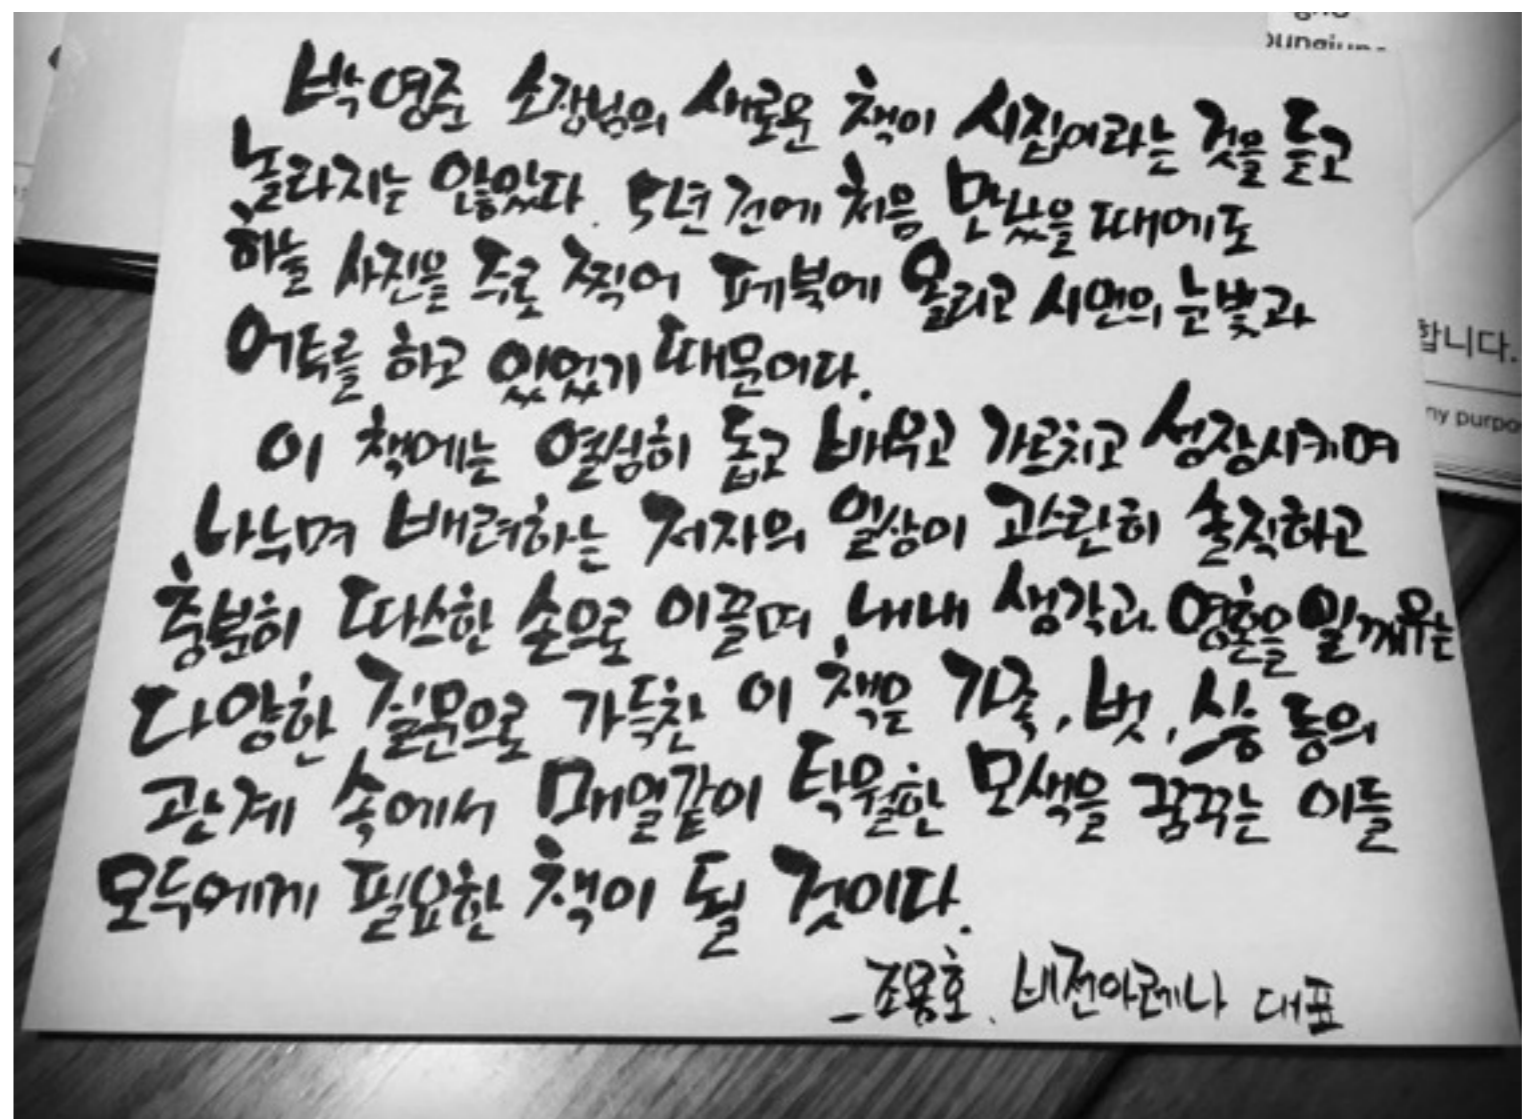 박영준 소장님의 새로운 책이 시집이라는 것을 듣고
놀라지는 않았다. 5년 전에 처음 만났을 때에도
하늘 사진을 주로 찍어 페북에 올리고 시연의 눈빛과
어투를 하고 있었기 때문이다.
이 책에는 열심히 돕고 배우고 가르치고 성장시키며
나누며 배려하는 저자의 일상이 고스란히 솔직하고
충분히 따스한 손으로 이끌며 내내 생각과 영혼을 일깨우는
다양한 질문으로 가득찬 이 책은 가족, 벗, 스승 등의
관계 속에서 매일같이 탁월한 모색을 꿈꾸는 이들
모두에게 필요한 책이 될 것이다.
_조용호. 비전아레나 대표
합니다.